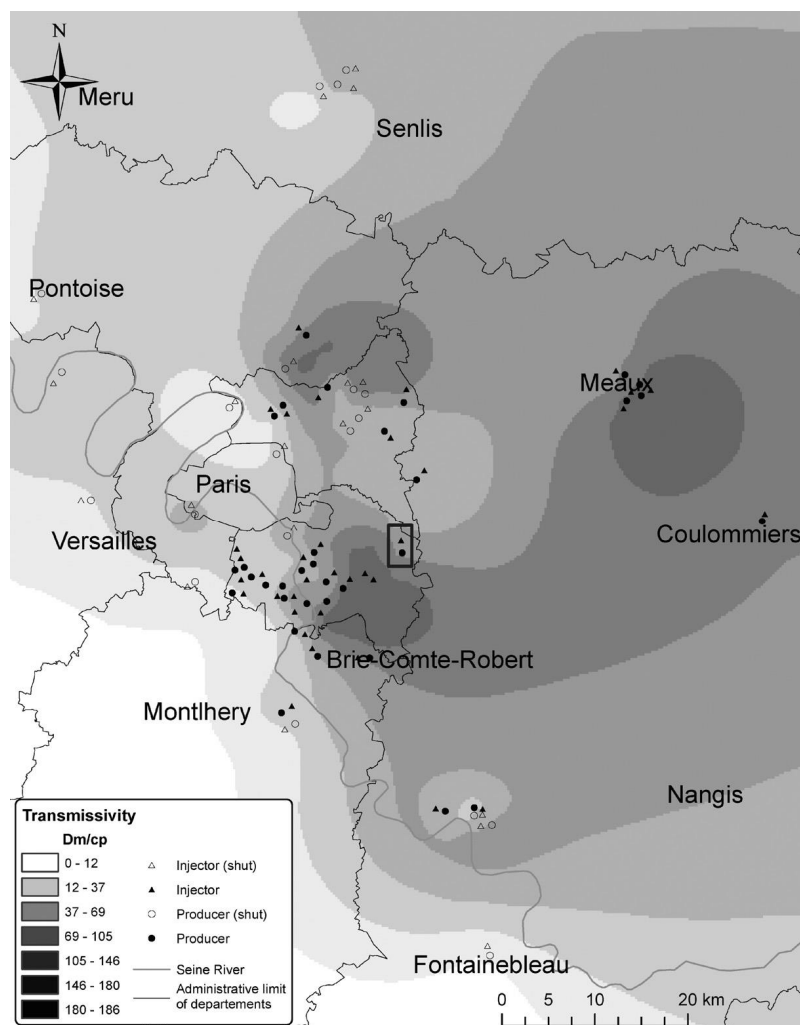 N
Meru
Senlis
Pontoise
Meaux
Paris
Versailles
Coulommiers
Brie-Comte-Robert
Montlhery
Nangis
Fontainebleau
Transmissivity
Dm/cp
0 - 12
12 - 37
37 - 69
69 - 105
105 - 146
146 - 180
180 - 186
Injector (shut)
Injector
Producer (shut)
Producer
Seine River
Administrative limit
of departements
0 5 10 20 km